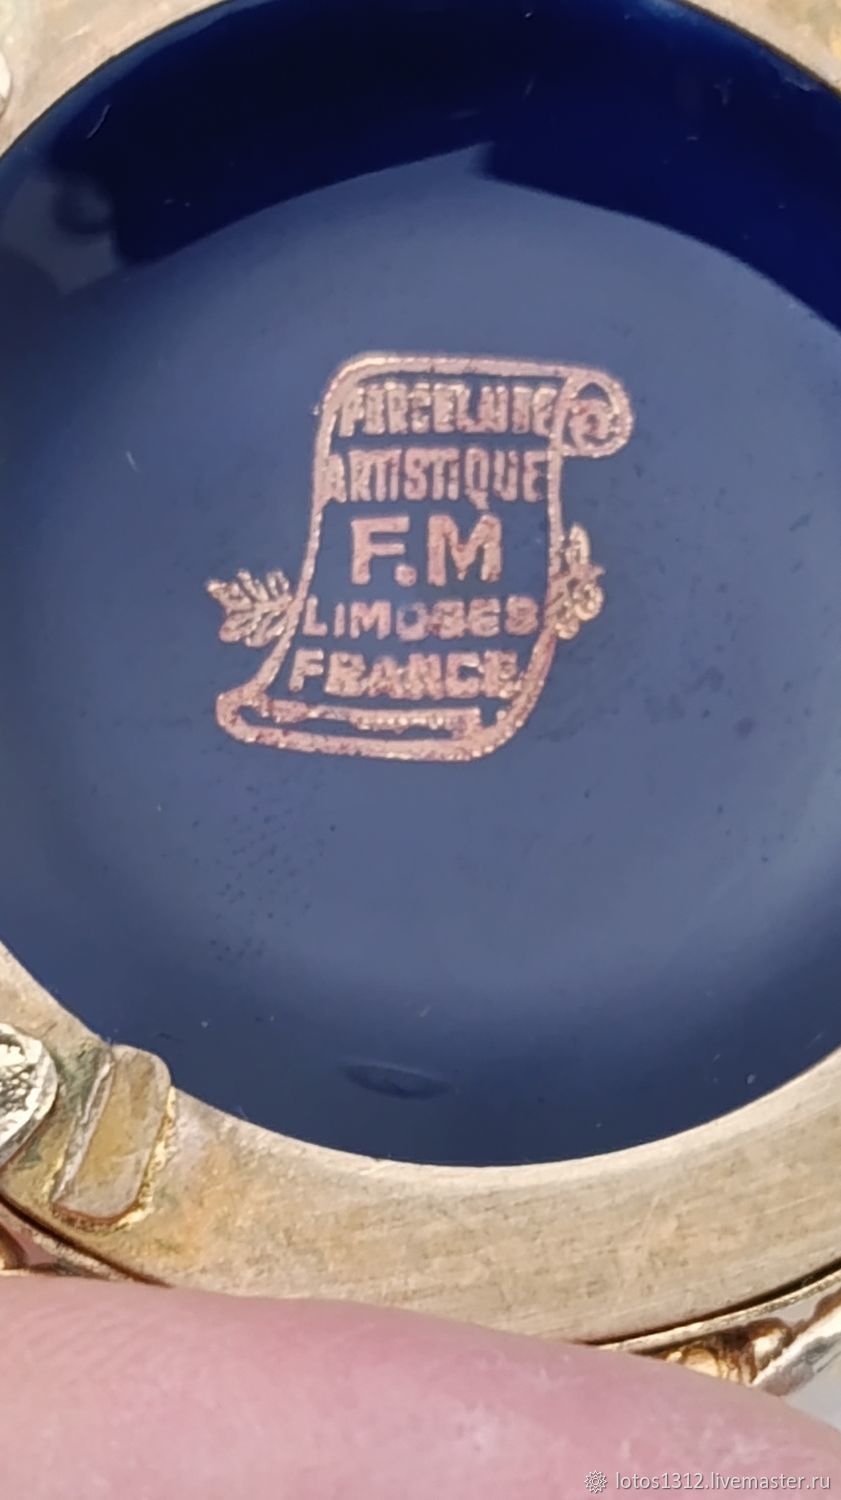 PORCELAINE
ARTISTIQUE
F.M
LIMOGES
FRANCE
lotos1312.livemaster.ru